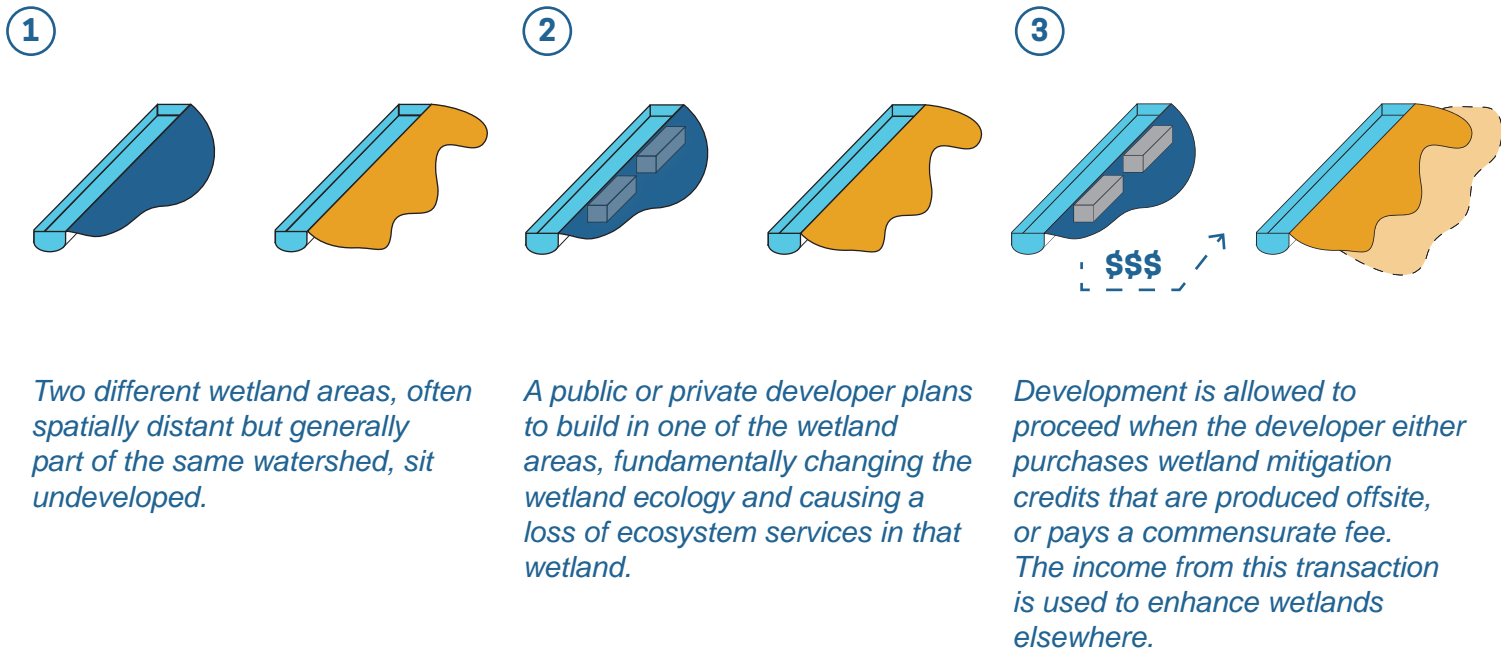 1
Two different wetland areas, often
spatially distant but generally
part of the same watershed, sit
undeveloped.
2
A public or private developer plans
to build in one of the wetland
areas, fundamentally changing the
wetland ecology and causing a
loss of ecosystem services in that
wetland.
3
$$$
Development is allowed to
proceed when the developer either
purchases wetland mitigation
credits that are produced offsite,
or pays a commensurate fee.
The income from this transaction
is used to enhance wetlands
elsewhere.